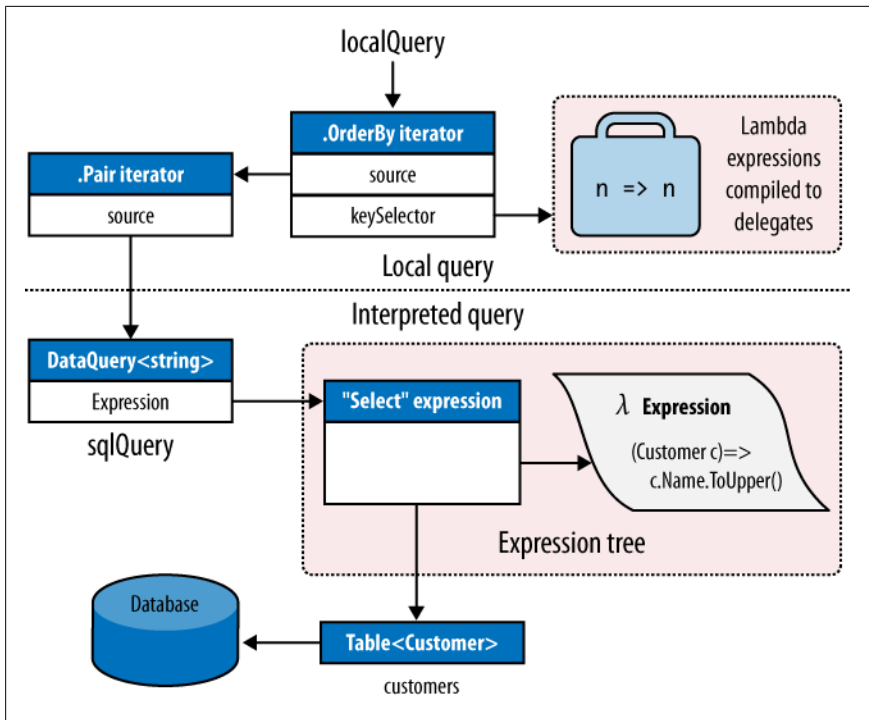 localQuery
.OrderBy iterator
source
keySelector
.Pair iterator
source
n => n
Lambda
expressions
compiled to
delegates
Local query
Interpreted query
DataQuery<string>
Expression
sqlQuery
"Select" expression
λ Expression
(Customer c)=>
c.Name.ToUpper()
Expression tree
Database
Table<Customer>
customers